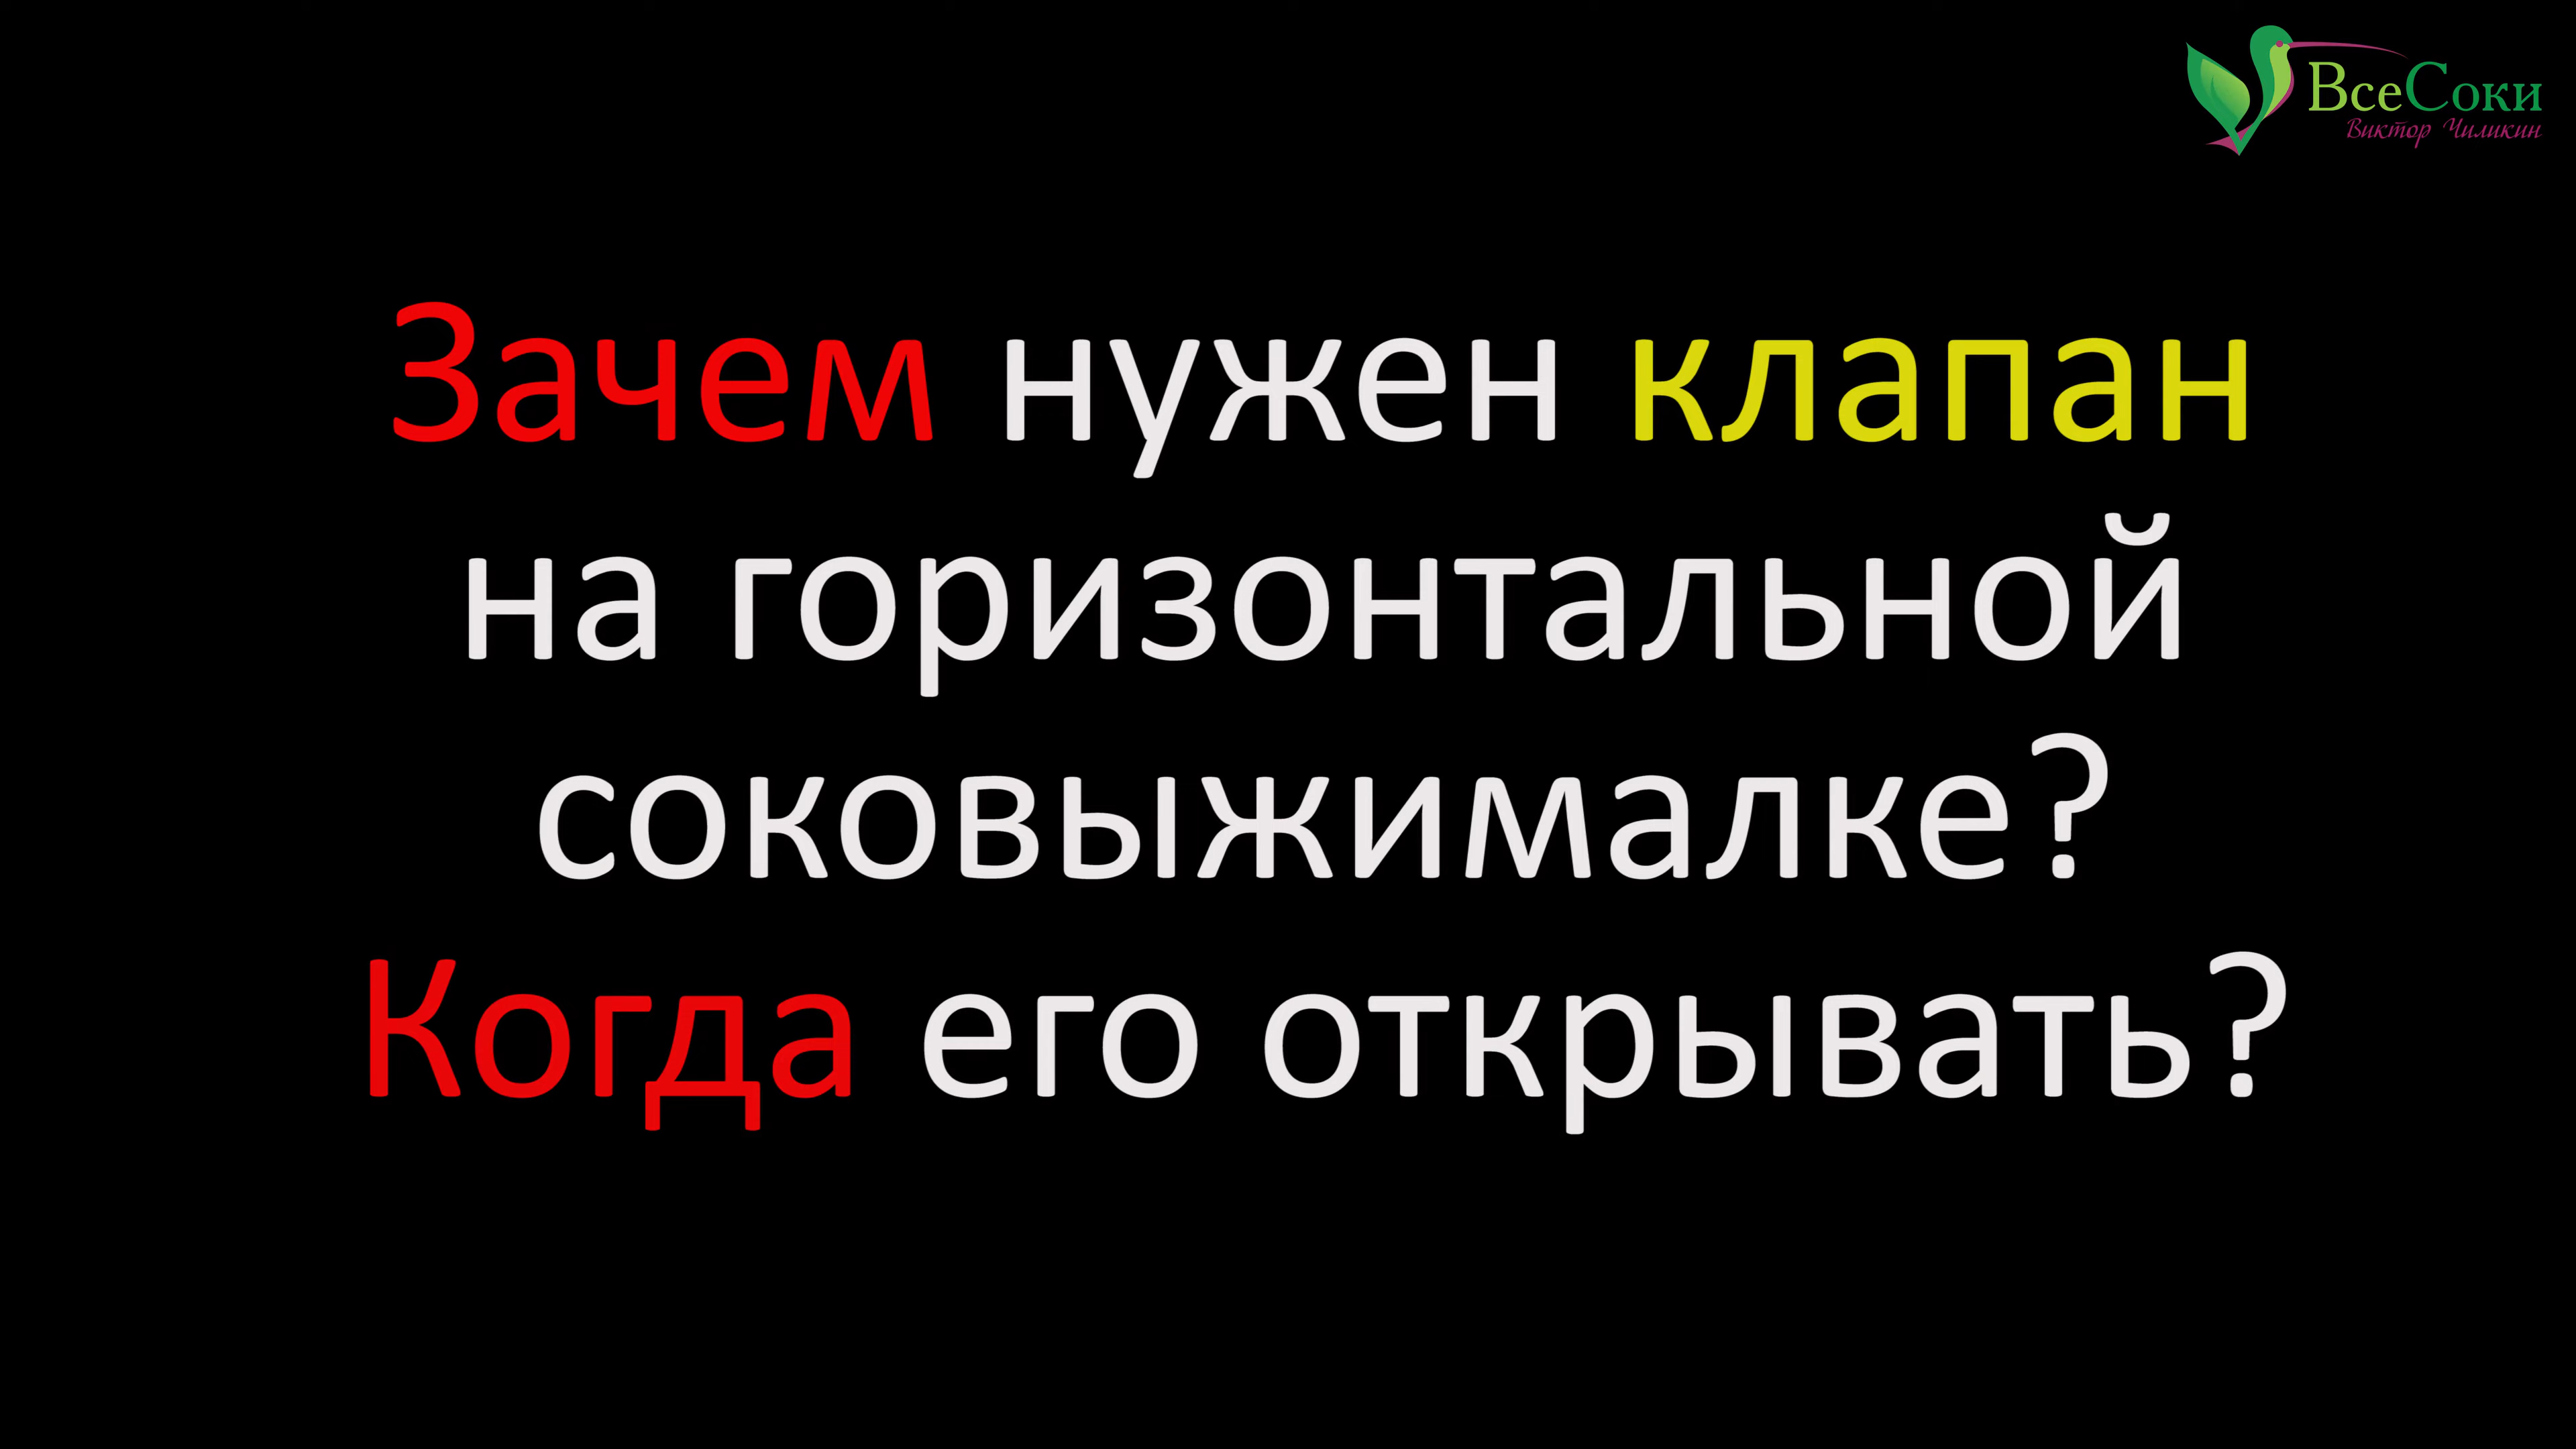 ВсеСоки
Виктор Чиликин
Зачем нужен клапан
на горизонтальной
соковыжималке?
Когда его открывать?